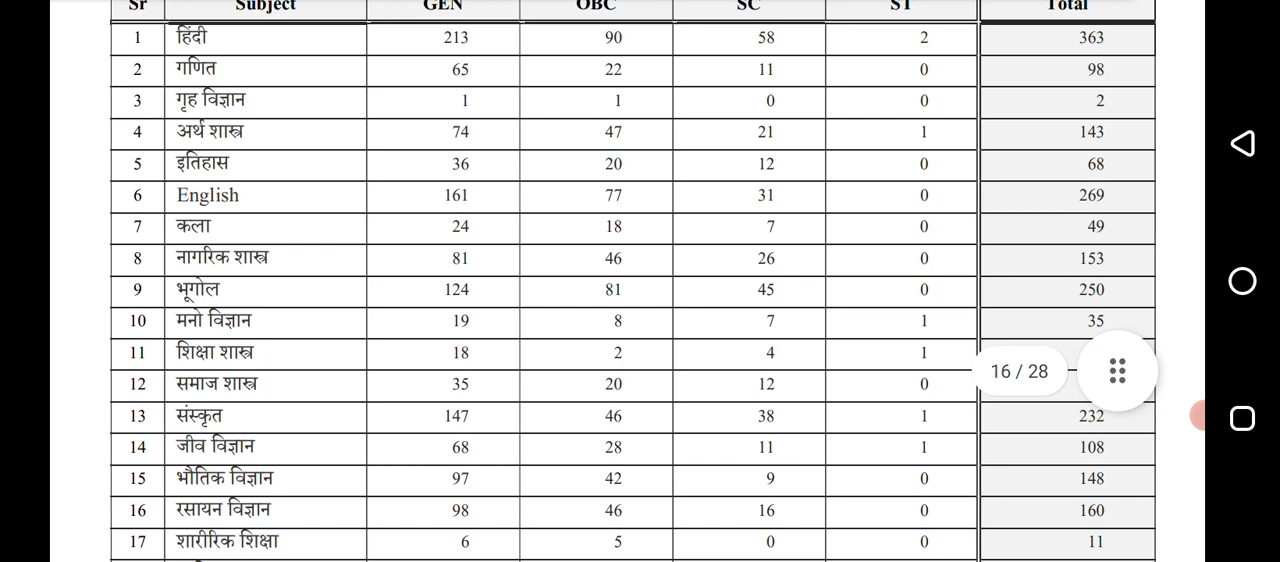 Sr Subject GEN OBC SC ST Total
1 हिंदी 213 90 58 2 363
2 गणित 65 22 11 0 98
3 गृह विज्ञान 1 1 0 0 2
4 अर्थ शास्त्र 74 47 21 1 143
5 इतिहास 36 20 12 0 68
6 English 161 77 31 0 269
7 कला 24 18 7 0 49
8 नागरिक शास्त्र 81 46 26 0 153
9 भूगोल 124 81 45 0 250
10 मनो विज्ञान 19 8 7 1 35
11 शिक्षा शास्त्र 18 2 4 1
16 / 28
12 समाज शास्त्र 35 20 12 0
13 संस्कृत 147 46 38 1 232
14 जीव विज्ञान 68 28 11 1 108
15 भौतिक विज्ञान 97 42 9 0 148
16 रसायन विज्ञान 98 46 16 0 160
17 शारीरिक शिक्षा 6 5 0 0 11